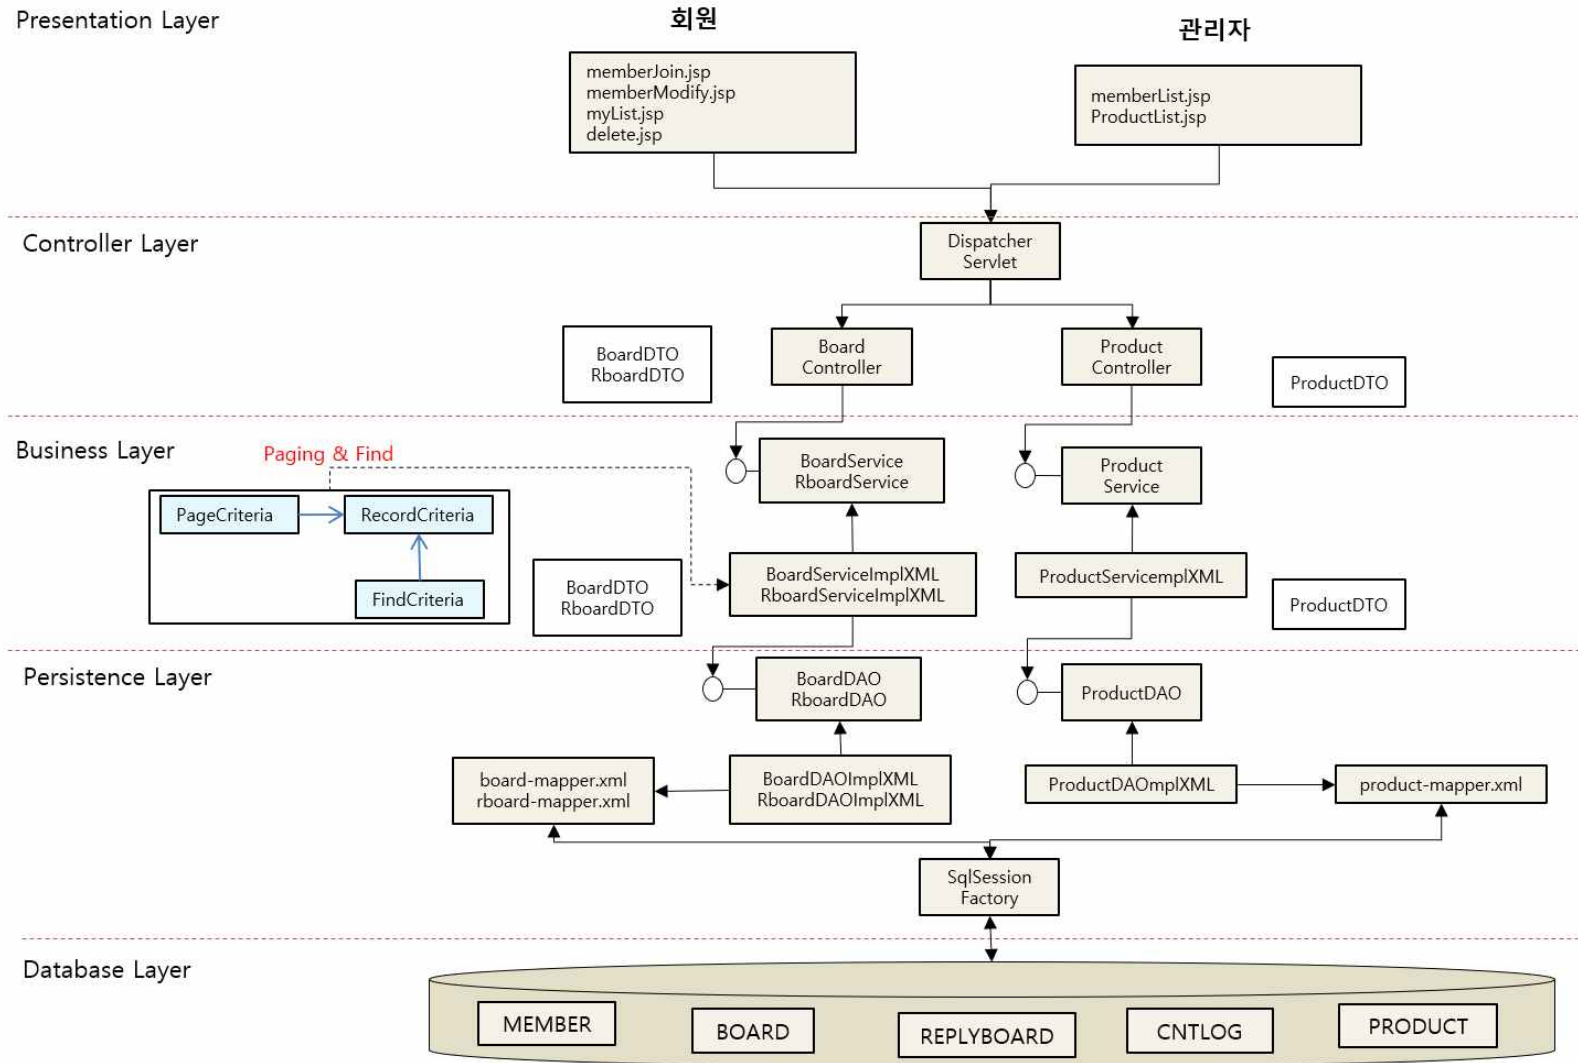 Presentation Layer
회원
관리자
memberJoin.jsp
memberModify.jsp
myList.jsp
delete.jsp
memberList.jsp
ProductList.jsp
Controller Layer
Dispatcher
Servlet
BoardDTO
RboardDTO
Board
Controller
Product
Controller
ProductDTO
Business Layer
Paging & Find
PageCriteria
RecordCriteria
FindCriteria
BoardService
RboardService
Product
Service
BoardDTO
RboardDTO
BoardServiceImplXML
RboardServiceImplXML
ProductServicemplXML
ProductDTO
Persistence Layer
BoardDAO
RboardDAO
ProductDAO
board-mapper.xml
rboard-mapper.xml
BoardDAOImplXML
RboardDAOImplXML
ProductDAOmplXML
product-mapper.xml
SqlSession
Factory
Database Layer
MEMBER
BOARD
REPLYBOARD
CNTLOG
PRODUCT